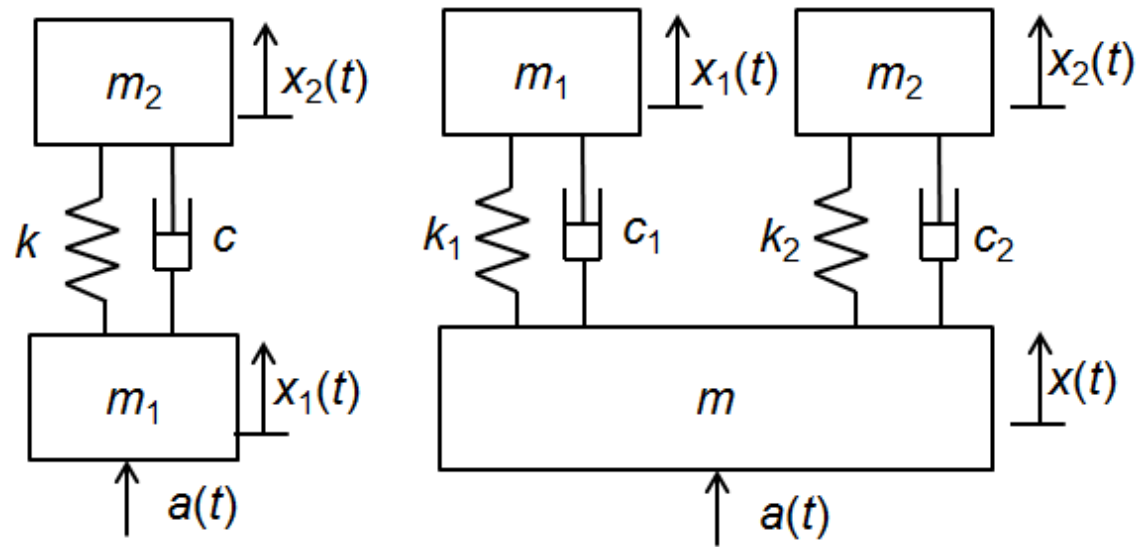 m₂
x₂(t)
k
c
m₁
x₁(t)
a(t)
m₁
x₁(t)
m₂
x₂(t)
k₁
c₁
k₂
c₂
m
x(t)
a(t)